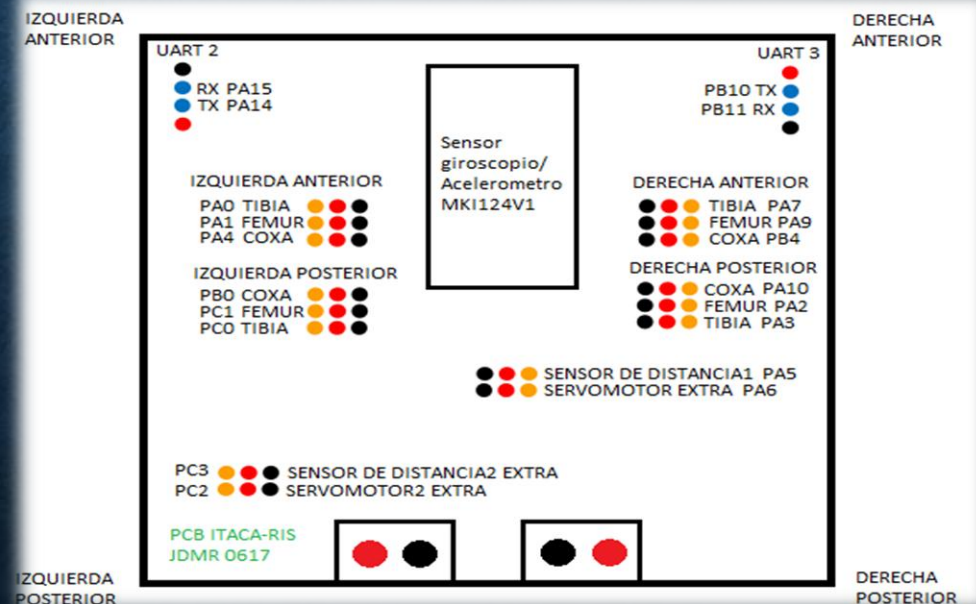 IZQUIERDA
ANTERIOR
DERECHA
ANTERIOR
UART 2
RX PA15
TX PA14
UART 3
PB10 TX
PB11 RX
Sensor
giroscopio/
Acelerometro
MKI124V1
IZQUIERDA ANTERIOR
PA0 TIBIA
PA1 FEMUR
PA4 COXA
DERECHA ANTERIOR
TIBIA PA7
FEMUR PA9
COXA PB4
IZQUIERDA POSTERIOR
PB0 COXA
PC1 FEMUR
PC0 TIBIA
DERECHA POSTERIOR
COXA PA10
FEMUR PA2
TIBIA PA3
SENSOR DE DISTANCIA1 PA5
SERVOMOTOR EXTRA PA6
PC3 SENSOR DE DISTANCIA2 EXTRA
PC2 SERVOMOTOR2 EXTRA
PCB ITACA-RIS
JDMR 0617
IZQUIERDA
POSTERIOR
DERECHA
POSTERIOR